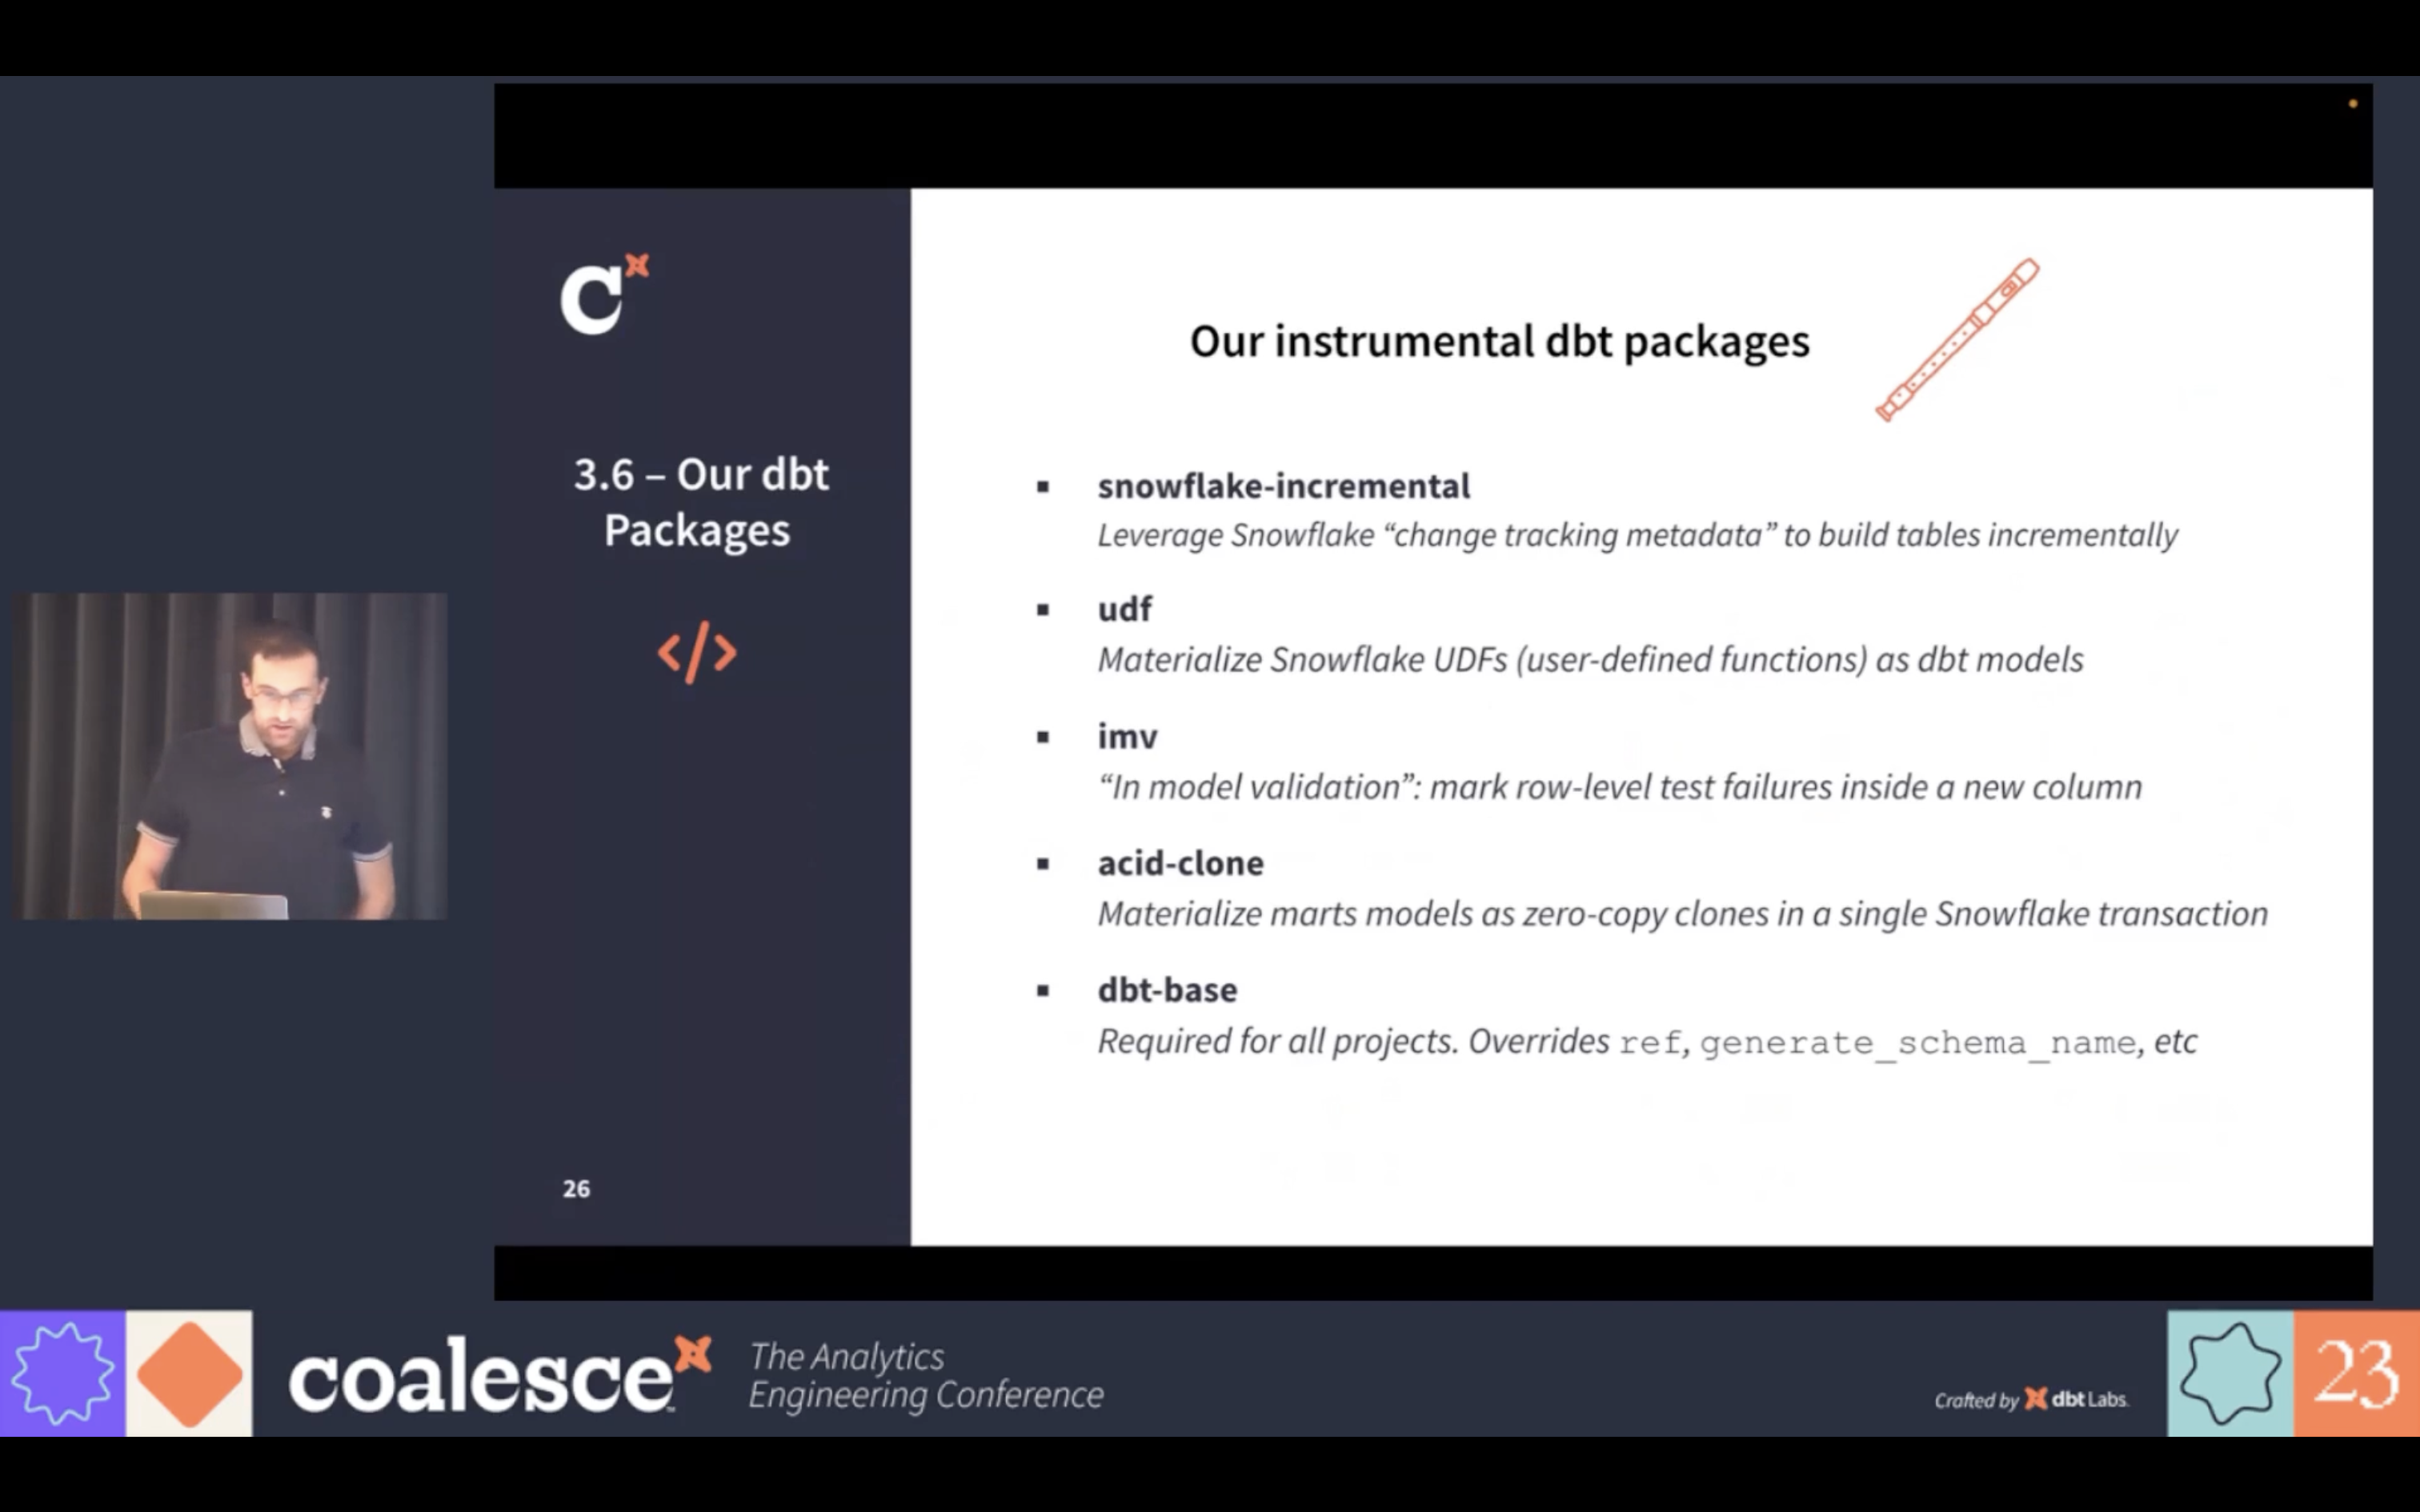 3.6 – Our dbt
Packages
</>
26
Our instrumental dbt packages
▪ snowflake-incremental
Leverage Snowflake “change tracking metadata” to build tables incrementally
▪ udf
Materialize Snowflake UDFs (user-defined functions) as dbt models
▪ imv
“In model validation”: mark row-level test failures inside a new column
▪ acid-clone
Materialize marts models as zero-copy clones in a single Snowflake transaction
▪ dbt-base
Required for all projects. Overrides ref, generate_schema_name, etc
coalesce
The Analytics
Engineering Conference
Crafted by dbt Labs.
23